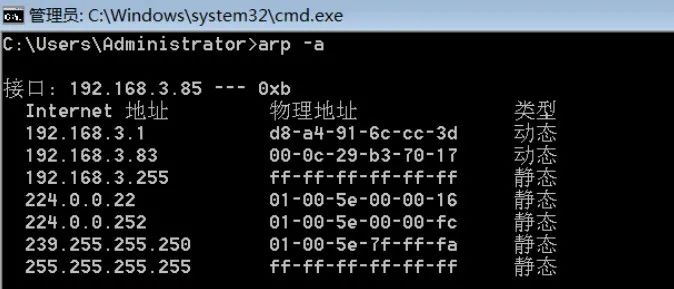 管理员: C:\Windows\system32\cmd.exe
C:\Users\Administrator>arp -a
接口: 192.168.3.85 --- 0xb
Internet 地址 物理地址 类型
192.168.3.1 d8-a4-91-6c-cc-3d 动态
192.168.3.83 00-0c-29-b3-70-17 动态
192.168.3.255 ff-ff-ff-ff-ff-ff 静态
224.0.0.22 01-00-5e-00-00-16 静态
224.0.0.252 01-00-5e-00-00-fc 静态
239.255.255.250 01-00-5e-7f-ff-fa 静态
255.255.255.255 ff-ff-ff-ff-ff-ff 静态